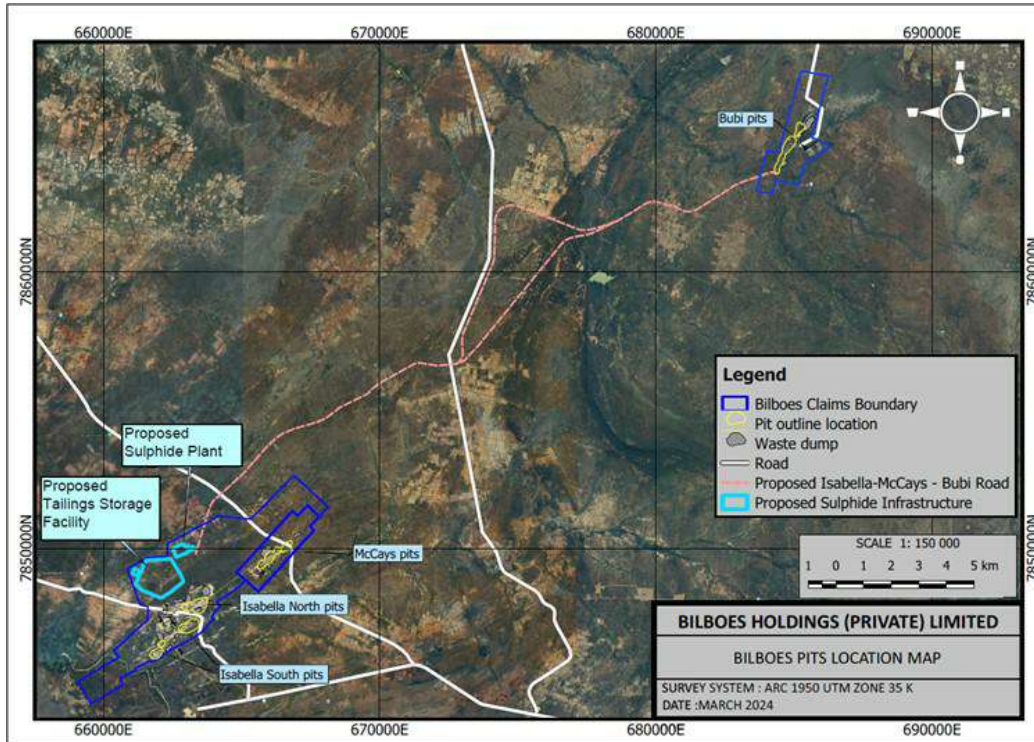 660000E 670000E 680000E 690000E
Bubi pits
7860000N 7860000N
Legend
Bilboes Claims Boundary
Pit outline location
Waste dump
Road
Proposed Isabella-McCays - Bubi Road
Proposed Sulphide Infrastructure
Proposed
Sulphide Plant
Proposed
Tailings Storage
Facility
McCays pits
7850000N 7850000N
SCALE 1: 150 000
1 0 1 2 3 4 5 km
Isabella North pits
Isabella South pits
BILBOES HOLDINGS (PRIVATE) LIMITED
BILBOES PITS LOCATION MAP
SURVEY SYSTEM : ARC 1950 UTM ZONE 35 K
DATE :MARCH 2024
660000E 670000E 680000E 690000E